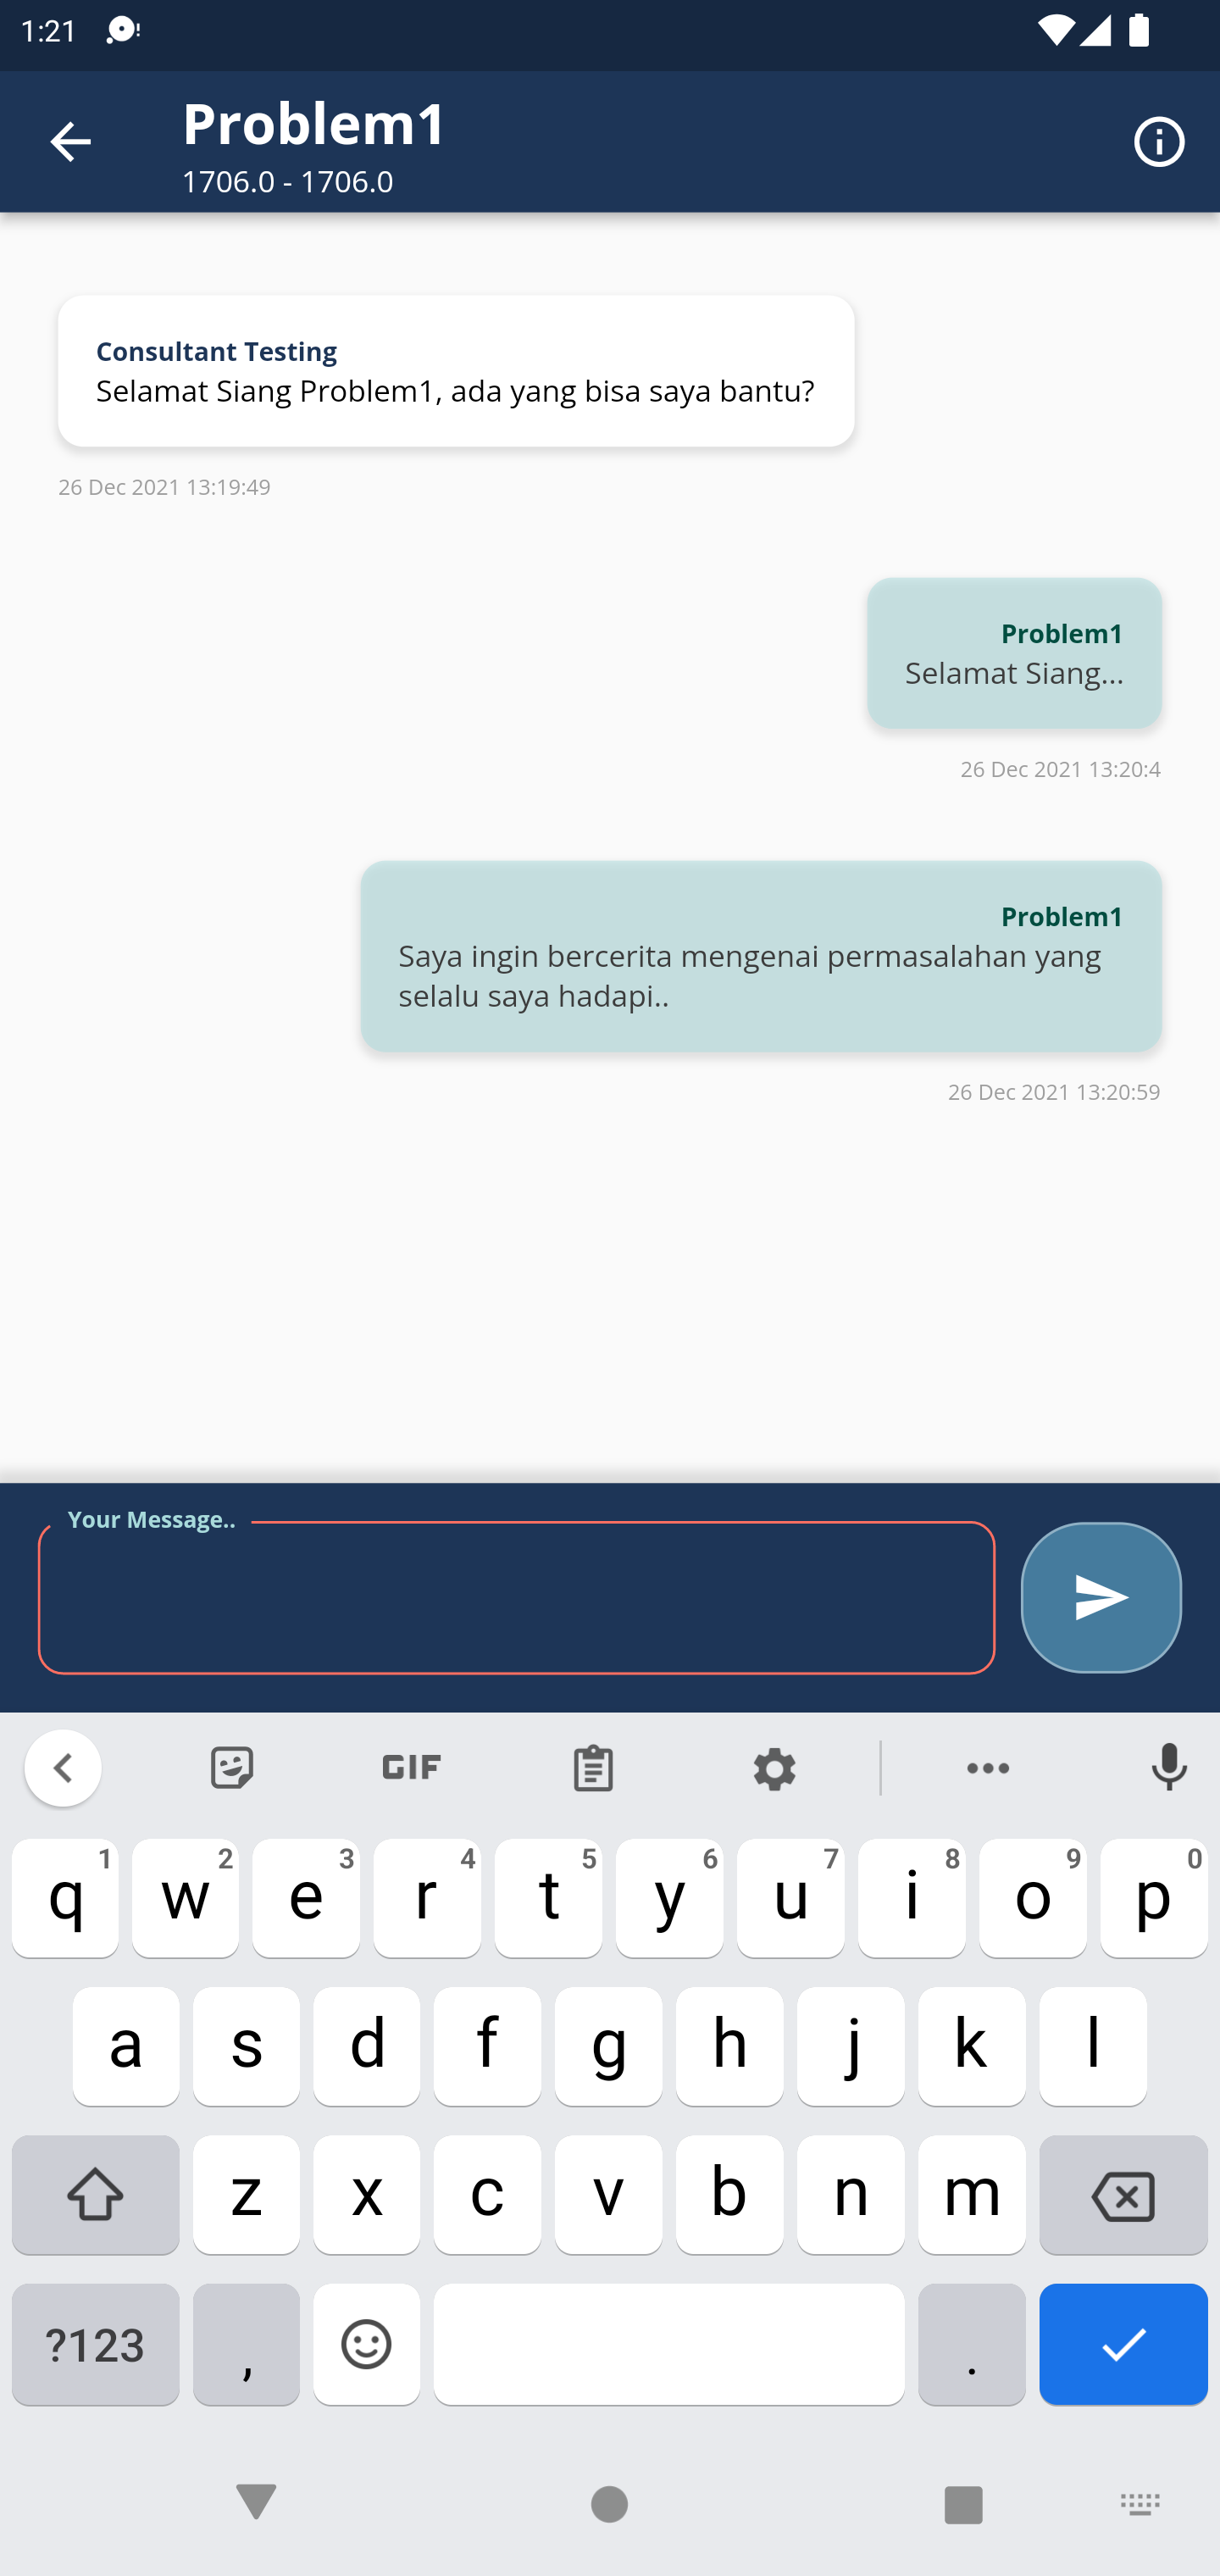 1:21
Problem1
1706.0 - 1706.0
Consultant Testing
Selamat Siang Problem1, ada yang bisa saya bantu?
26 Dec 2021 13:19:49
Problem1
Selamat Siang...
26 Dec 2021 13:20:4
Problem1
Saya ingin bercerita mengenai permasalahan yang
selalu saya hadapi..
26 Dec 2021 13:20:59
Your Message..
GIF
q 1 w 2 e 3 r 4 t 5 y 6 u 7 i 8 o 9 p 0
a s d f g h j k l
z x c v b n m
?123 , .